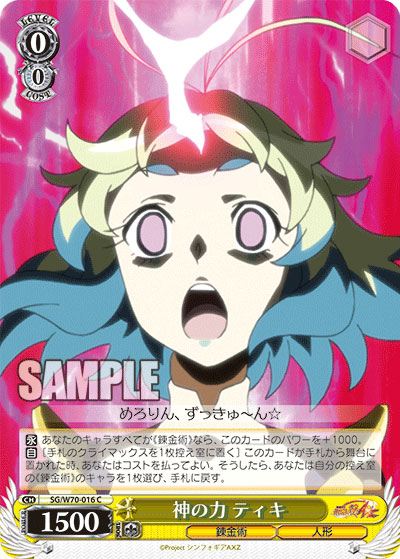 LEVEL
0
0
COST
SAMPLE
めろりん、ずっきゅ〜ん☆
永 あなたのキャラすべてが《錬金術》なら、このカードのパワーを＋1000。
自 ［手札のクライマックスを1枚控え室に置く］ このカードが手札から舞台に
置かれた時、あなたはコストを払ってよい。そうしたら、あなたは自分の控え室
の《錬金術》のキャラを1枚選び、手札に戻す。
CH SG/W70-016 C
1500
神の力 ティキ
錬金術 人形
©Project シンフォギアAXZ